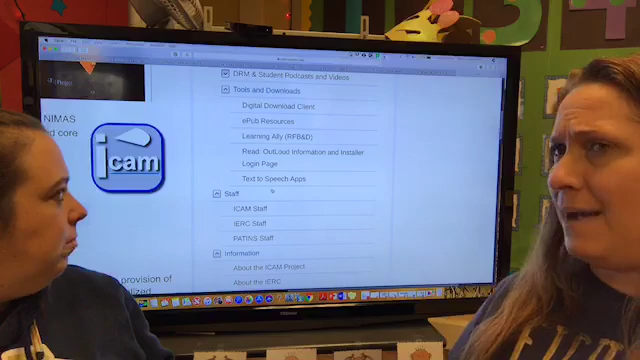 DRM & Student Podcasts and Videos
Tools and Downloads
Digital Download Client
ePub Resources
Learning Ally (RFB&D)
Read: OutLoud Information and Installer
Login Page
Text to Speech Apps
Staff
ICAM Staff
IERC Staff
PATINS Staff
Information
About the ICAM Project
About the IERC
NIMAS
core
icam
provision of
TOSHIBA